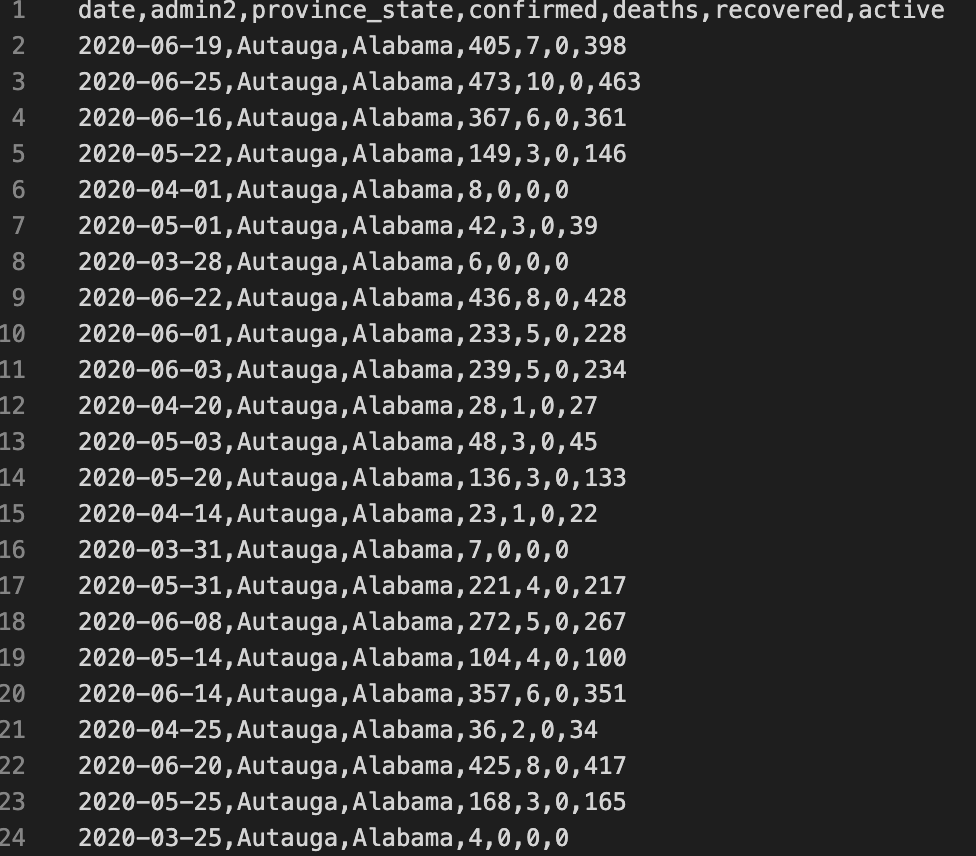 1 date,admin2,province_state,confirmed,deaths,recovered,active
2 2020-06-19,Autauga,Alabama,405,7,0,398
3 2020-06-25,Autauga,Alabama,473,10,0,463
4 2020-06-16,Autauga,Alabama,367,6,0,361
5 2020-05-22,Autauga,Alabama,149,3,0,146
6 2020-04-01,Autauga,Alabama,8,0,0,0
7 2020-05-01,Autauga,Alabama,42,3,0,39
8 2020-03-28,Autauga,Alabama,6,0,0,0
9 2020-06-22,Autauga,Alabama,436,8,0,428
10 2020-06-01,Autauga,Alabama,233,5,0,228
11 2020-06-03,Autauga,Alabama,239,5,0,234
12 2020-04-20,Autauga,Alabama,28,1,0,27
13 2020-05-03,Autauga,Alabama,48,3,0,45
14 2020-05-20,Autauga,Alabama,136,3,0,133
15 2020-04-14,Autauga,Alabama,23,1,0,22
16 2020-03-31,Autauga,Alabama,7,0,0,0
17 2020-05-31,Autauga,Alabama,221,4,0,217
18 2020-06-08,Autauga,Alabama,272,5,0,267
19 2020-05-14,Autauga,Alabama,104,4,0,100
20 2020-06-14,Autauga,Alabama,357,6,0,351
21 2020-04-25,Autauga,Alabama,36,2,0,34
22 2020-06-20,Autauga,Alabama,425,8,0,417
23 2020-05-25,Autauga,Alabama,168,3,0,165
24 2020-03-25,Autauga,Alabama,4,0,0,0